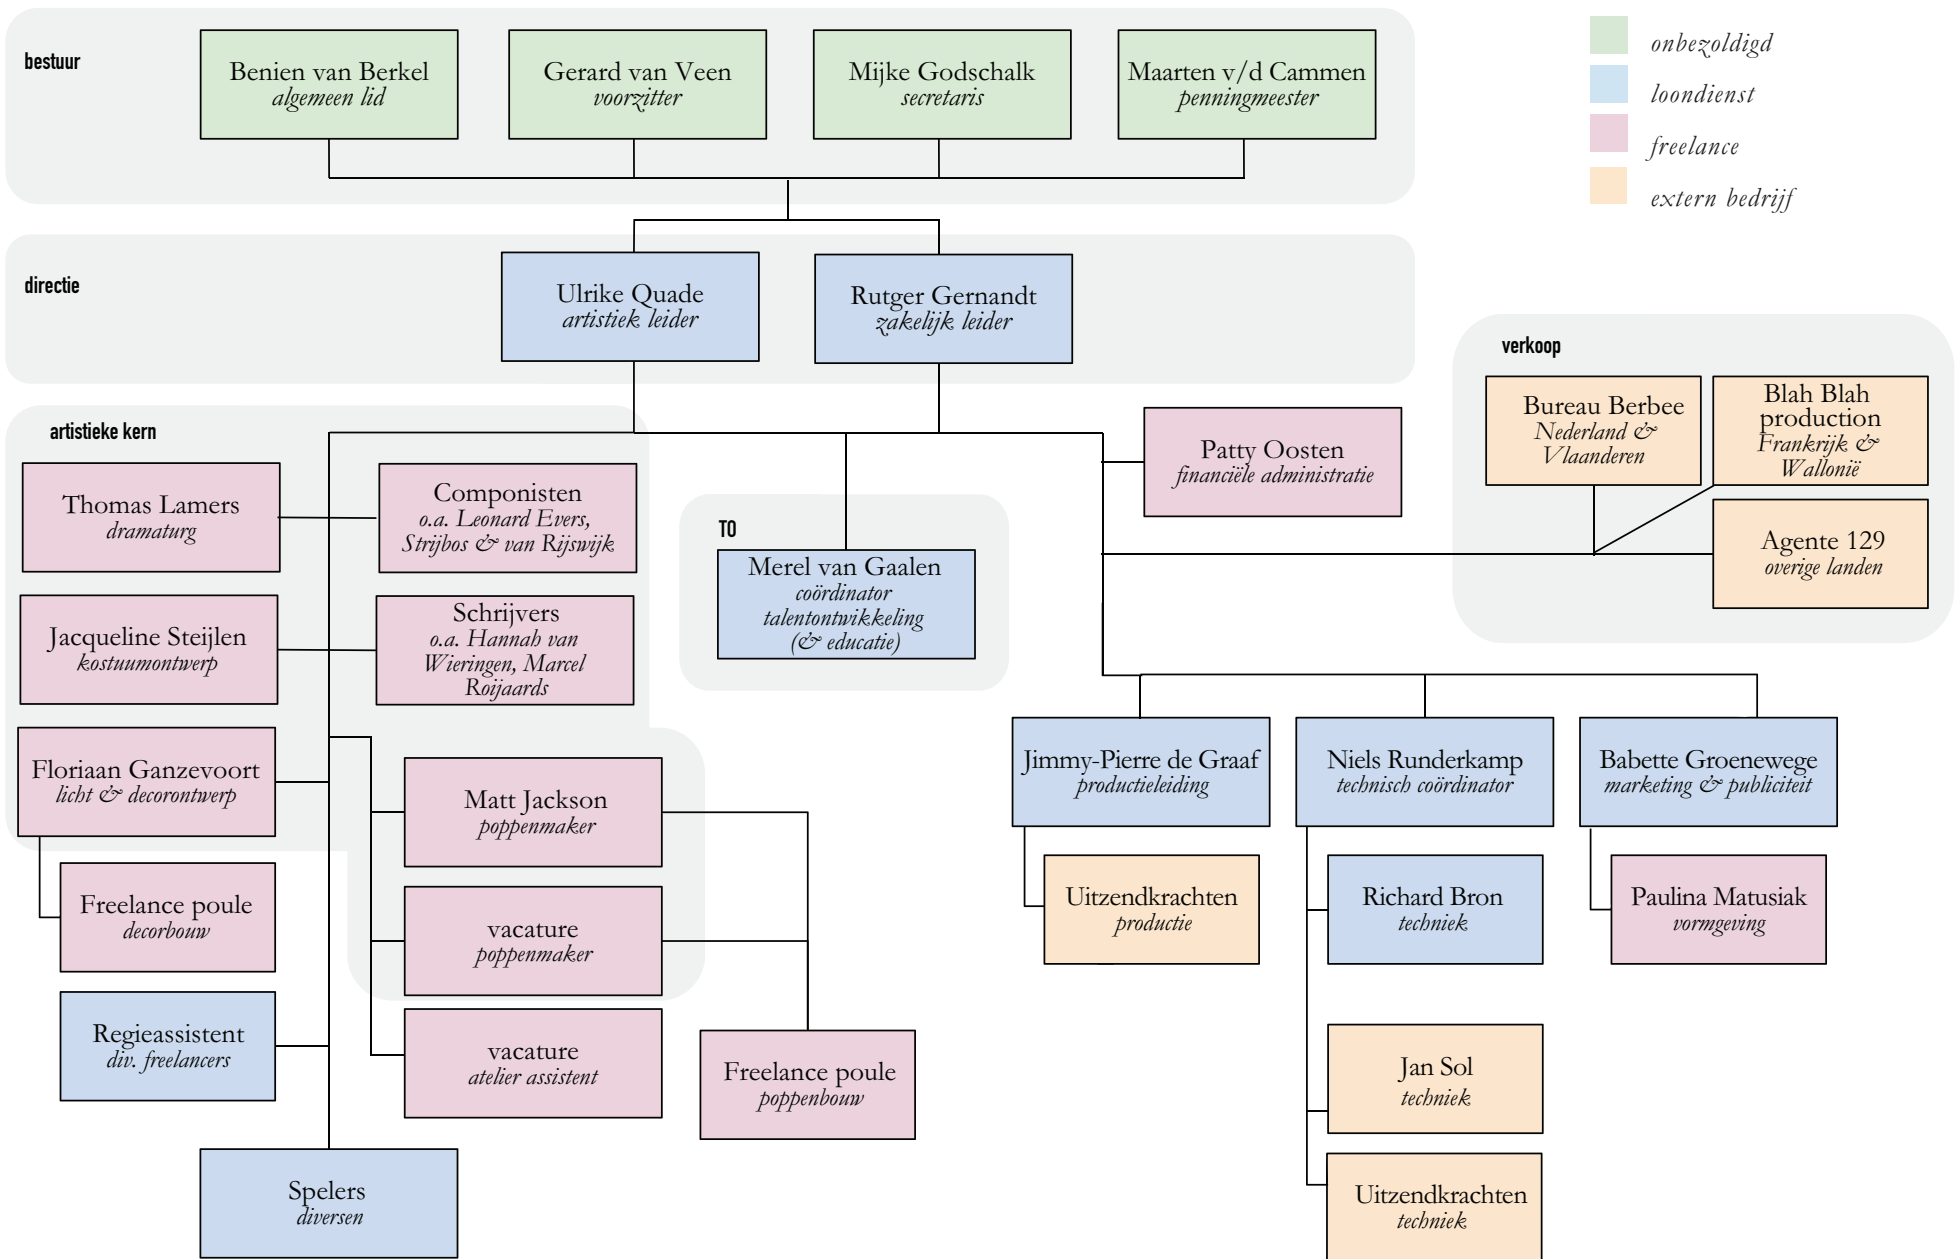 bestuur
Benien van Berkel
algemeen lid
Gerard van Veen
voorzitter
Mijke Godschalk
secretaris
Maarten v/d Cammen
penningmeester
onbezoldigd
loondienst
freelance
extern bedrijf
directie
Ulrike Quade
artistiek leider
Rutger Gernandt
zakelijk leider
verkoop
Bureau Berbee
Nederland &
Vlaanderen
Blah Blah
production
Frankrijk &
Wallonië
Agente 129
overige landen
artistieke kern
Thomas Lamers
dramaturg
Componisten
o.a. Leonard Evers,
Strijbos & van Rijswijk
Jacqueline Steijlen
kostuumontwerp
Schrijvers
o.a. Hannah van
Wieringen, Marcel
Roijaards
Floriaan Ganzevoort
licht & decorontwerp
Matt Jackson
poppenmaker
Freelance poule
decorbouw
vacature
poppenmaker
Regieassistent
div. freelancers
vacature
atelier assistent
Freelance poule
poppenbouw
Spelers
diversen
TO
Merel van Gaalen
coördinator
talentontwikkeling
(& educatie)
Patty Oosten
financiële administratie
Jimmy-Pierre de Graaf
productieleiding
Niels Runderkamp
technisch coördinator
Babette Groenewege
marketing & publiciteit
Uitzendkrachten
productie
Richard Bron
techniek
Paulina Matusiak
vormgeving
Jan Sol
techniek
Uitzendkrachten
techniek